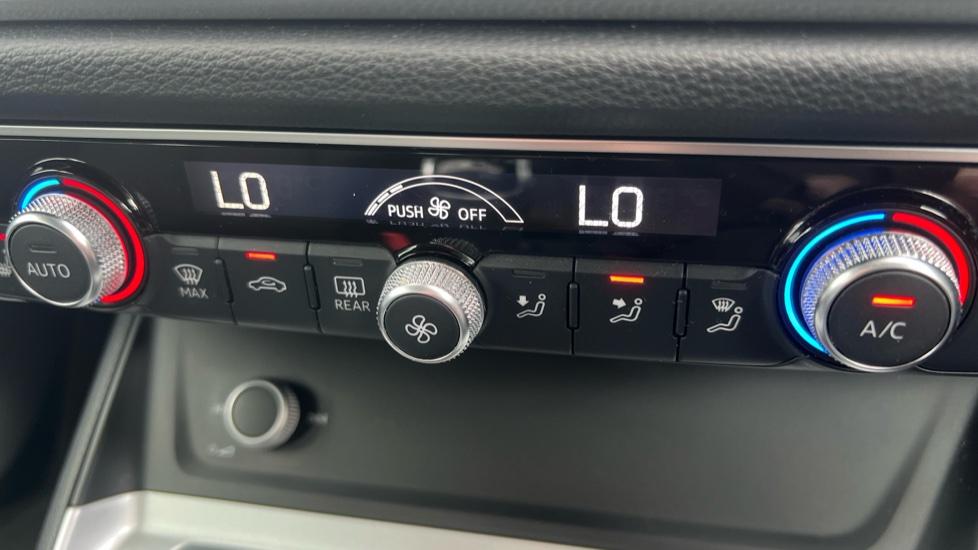 LO
PUSH OFF
LO
AUTO
MAX
REAR
A/C